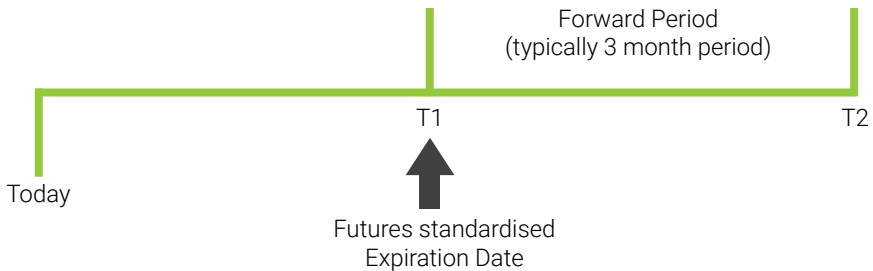 Forward Period
(typically 3 month period)
T1
T2
Today
Futures standardised
Expiration Date